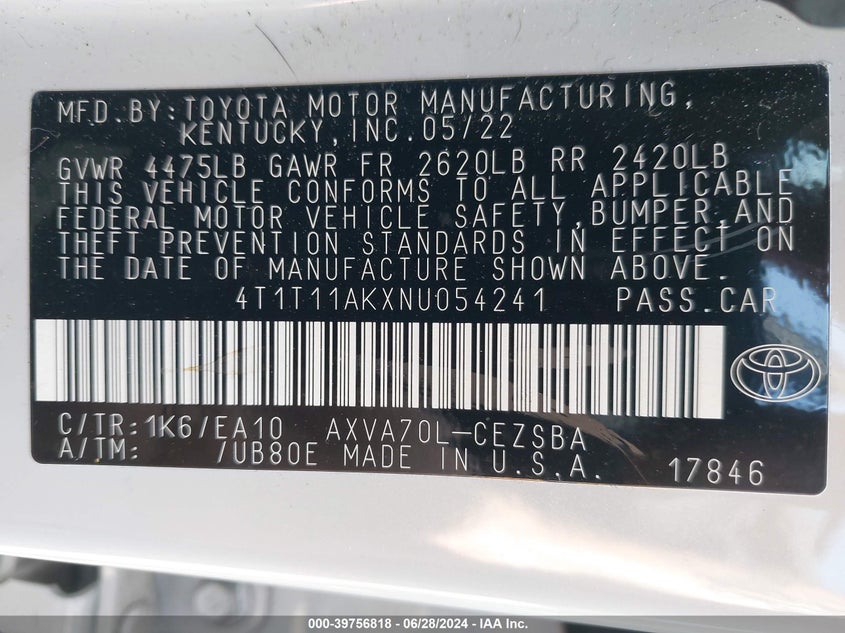 MFD. BY: TOYOTA MOTOR MANUFACTURING,
KENTUCKY, INC. 05/22
GVWR 4475LB GAWR FR 2620LB RR 2420LB
THIS VEHICLE CONFORMS TO ALL APPLICABLE
FEDERAL MOTOR VEHICLE SAFETY, BUMPER, AND
THEFT PREVENTION STANDARDS IN EFFECT ON
THE DATE OF MANUFACTURE SHOWN ABOVE.
4T1T11AKXNU054241 PASS. CAR
C/TR: 1K6/EA10 AXVA70L-CEZSBA
A/TM: /UB80E MADE IN U.S.A. 17846
000-39756818 | 06/28/2024 - IAA Inc.